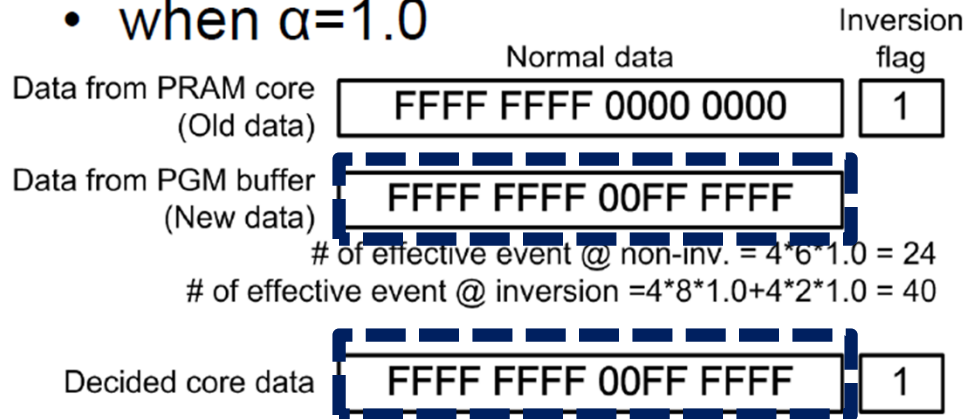 • when α=1.0
Inversion
Normal data flag
Data from PRAM core
(Old data)
FFFF FFFF 0000 0000 1
Data from PGM buffer
(New data)
FFFF FFFF 00FF FFFF
# of effective event @ non-inv. = 4*6*1.0 = 24
# of effective event @ inversion =4*8*1.0+4*2*1.0 = 40
Decided core data FFFF FFFF 00FF FFFF 1